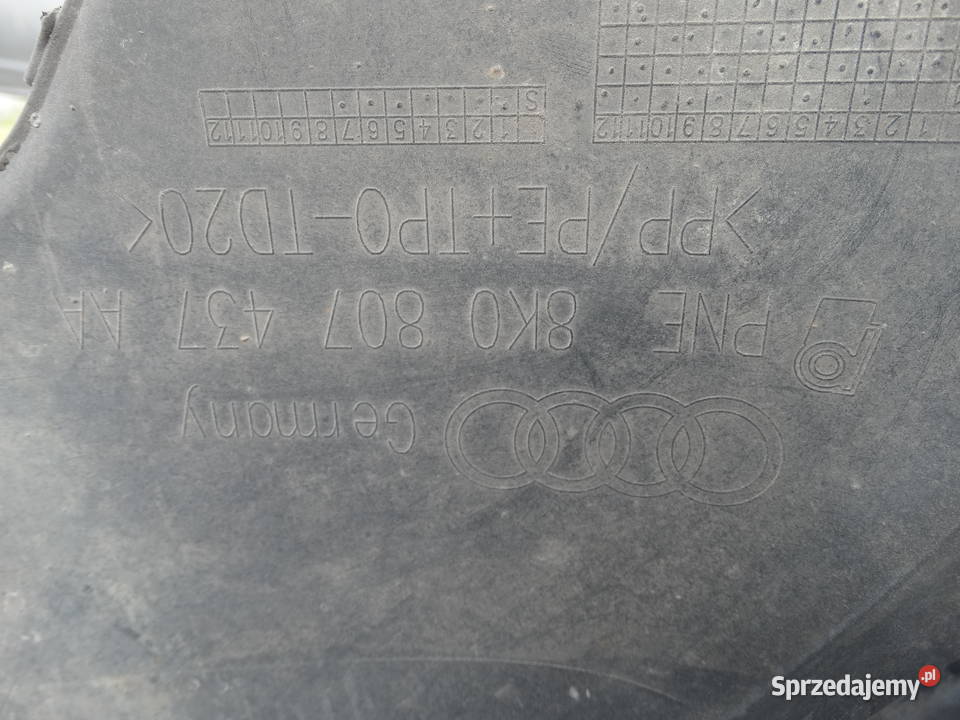 Germany
PNE 8K0 807 437 AA
>PP/PE+TPO-TD20<
1 2 3 4 5 6 7 8 9 10 11 12
S 1 2 3 4 5 6 7 8 9 10 11 12
Sprzedajemy.pl